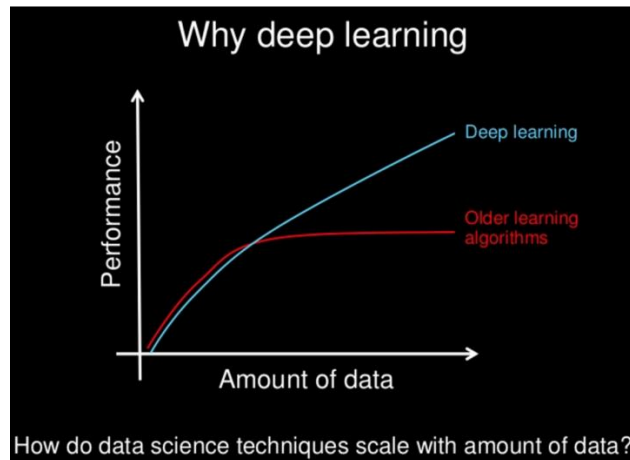 Why deep learning
Deep learning
Performance
Older learning
algorithms
Amount of data
How do data science techniques scale with amount of data?